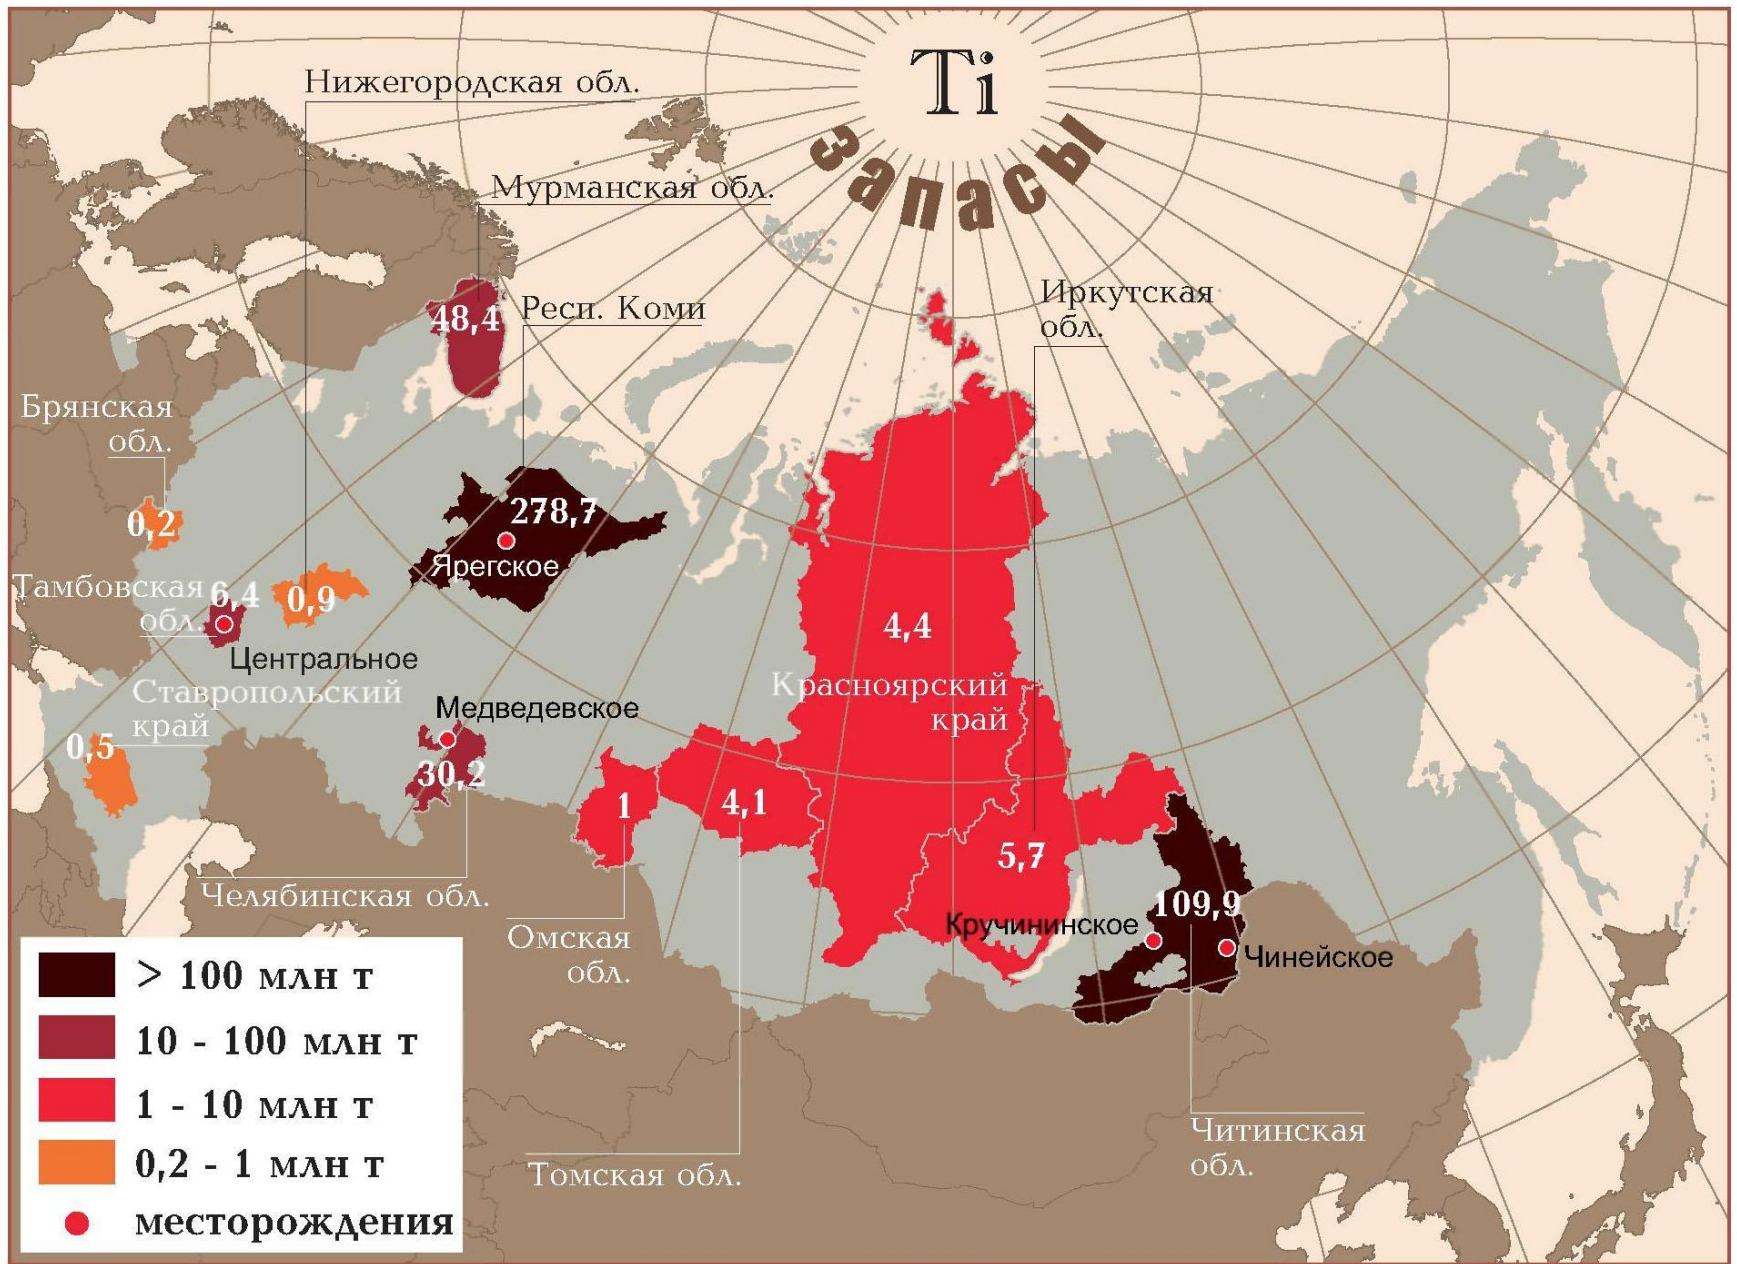 Ti
Запасы
Нижегородская обл.
Мурманская обл.
48,4
Респ. Коми
Иркутская
обл.
Брянская
обл.
0,2
278,7
Ярегское
Тамбовская
обл.
6,4
0,9
Центральное
4,4
Красноярский
край
Ставропольский
край
0,5
Медведевское
30,2
1
4,1
5,7
Челябинская обл.
Омская
обл.
Кручининское
109,9
Чинейское
Читинская
обл.
Томская обл.
> 100 млн т
10 - 100 млн т
1 - 10 млн т
0,2 - 1 млн т
месторождения